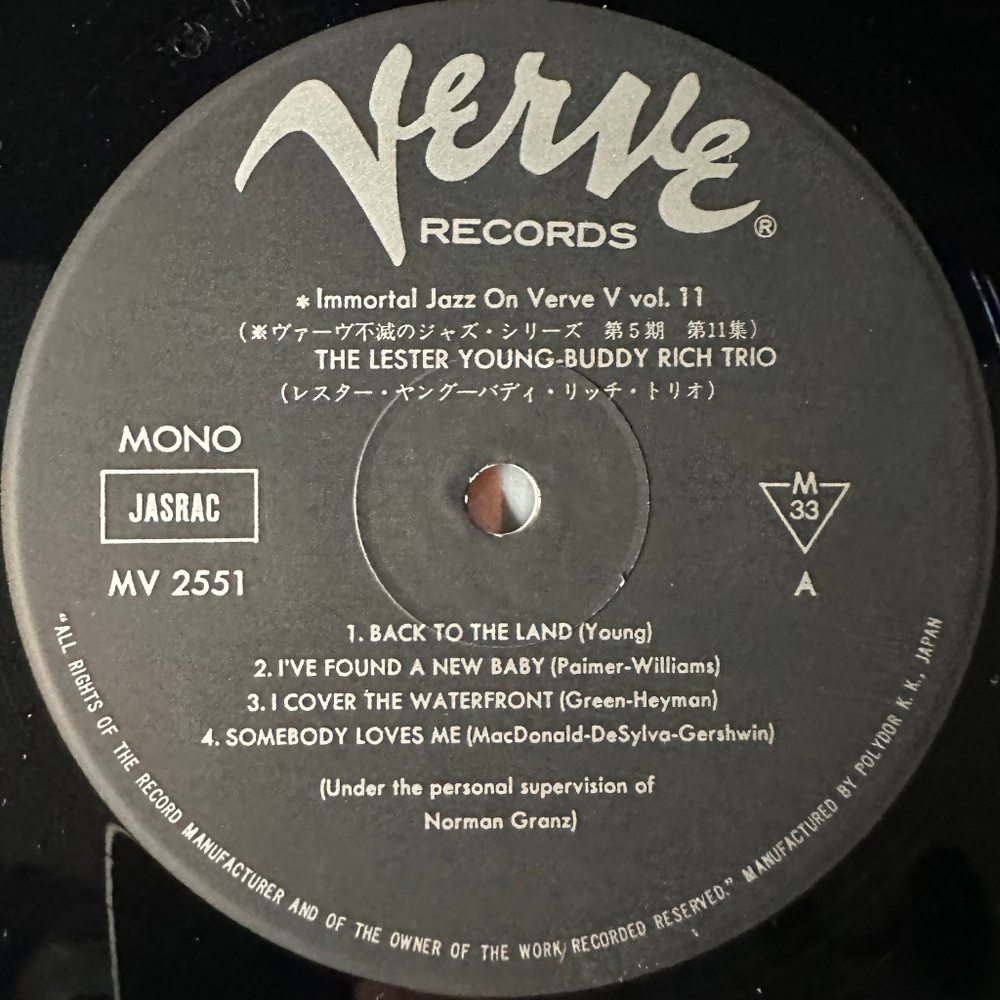 Verve
RECORDS ®
* Immortal Jazz On Verve V vol. 11
(※ヴァーヴ不滅のジャズ・シリーズ 第5期 第11集)
THE LESTER YOUNG-BUDDY RICH TRIO
(レスター・ヤングーバディ・リッチ・トリオ)
MONO
JASRAC
MV 2551
M
33
A
1. BACK TO THE LAND (Young)
2. I'VE FOUND A NEW BABY (Paimer-Williams)
3. I COVER THE WATERFRONT (Green-Heyman)
4. SOMEBODY LOVES ME (MacDonald-DeSylva-Gershwin)
(Under the personal supervision of
Norman Granz)
"ALL RIGHTS OF THE RECORD MANUFACTURER AND OF THE OWNER OF THE WORK RECORDED RESERVED." MANUFACTURED BY POLYDOR K. K., JAPAN